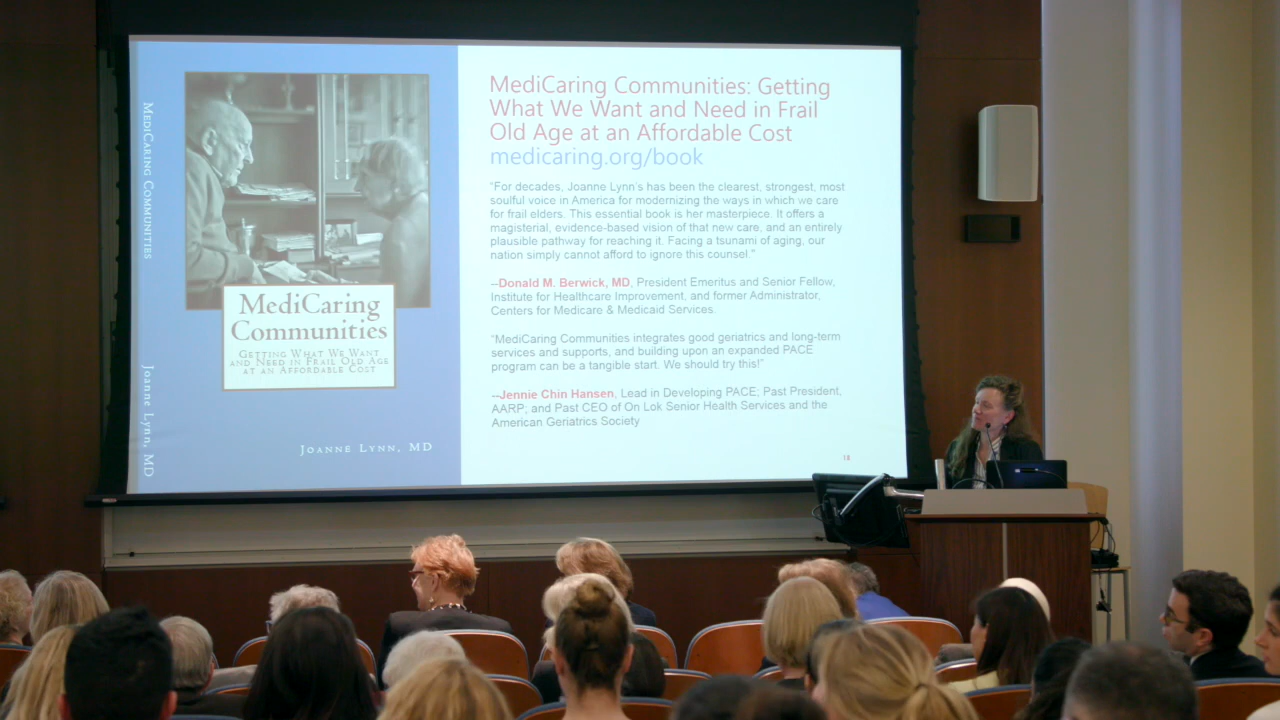 MediCaring Communities
Joanne Lynn, MD
MediCaring
Communities
Getting What We Want
and Need in Frail Old Age
at an Affordable Cost
Joanne Lynn, MD
MediCaring Communities: Getting
What We Want and Need in Frail
Old Age at an Affordable Cost
medicaring.org/book
"For decades, Joanne Lynn's has been the clearest, strongest, most
soulful voice in America for modernizing the ways in which we care
for frail elders. This essential book is her masterpiece. It offers a
magisterial, evidence-based vision of that new care, and an entirely
plausible pathway for reaching it. Facing a tsunami of aging, our
nation simply cannot afford to ignore this counsel."
--Donald M. Berwick, MD, President Emeritus and Senior Fellow,
Institute for Healthcare Improvement, and former Administrator,
Centers for Medicare & Medicaid Services.
"MediCaring Communities integrates good geriatrics and long-term
services and supports, and building upon an expanded PACE
program can be a tangible start. We should try this!"
--Jennie Chin Hansen, Lead in Developing PACE; Past President,
AARP; and Past CEO of On Lok Senior Health Services and the
American Geriatrics Society
18